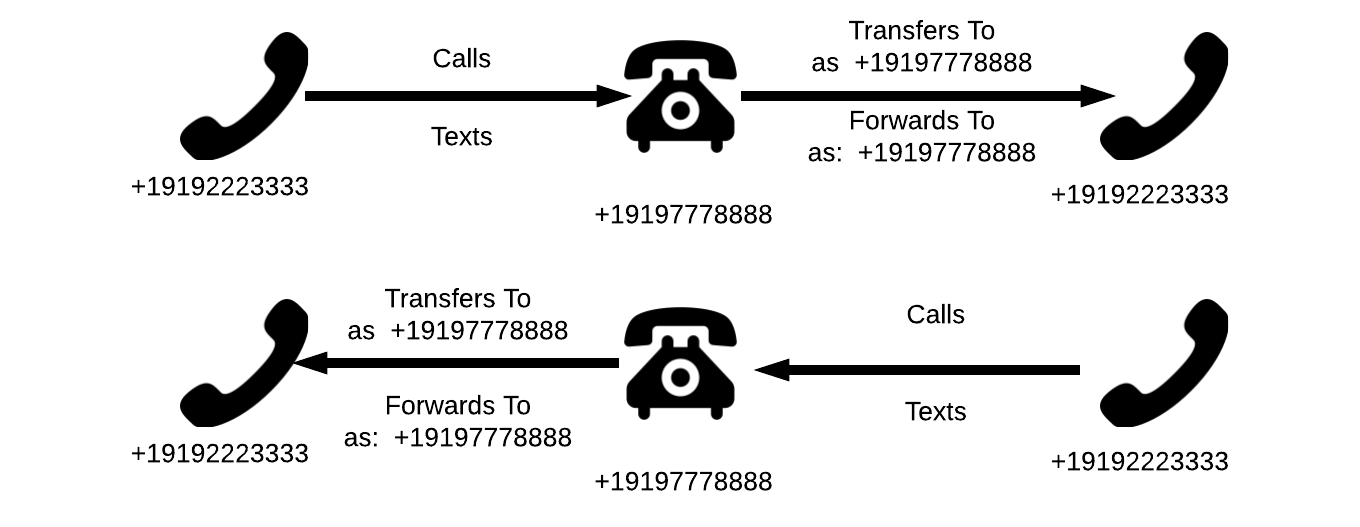 Calls
Texts
+19192223333
+19197778888
Transfers To
as +19197778888
Forwards To
as: +19197778888
+19192223333
Transfers To
as +19197778888
Forwards To
as: +19197778888
+19192223333
+19197778888
Calls
Texts
+19192223333